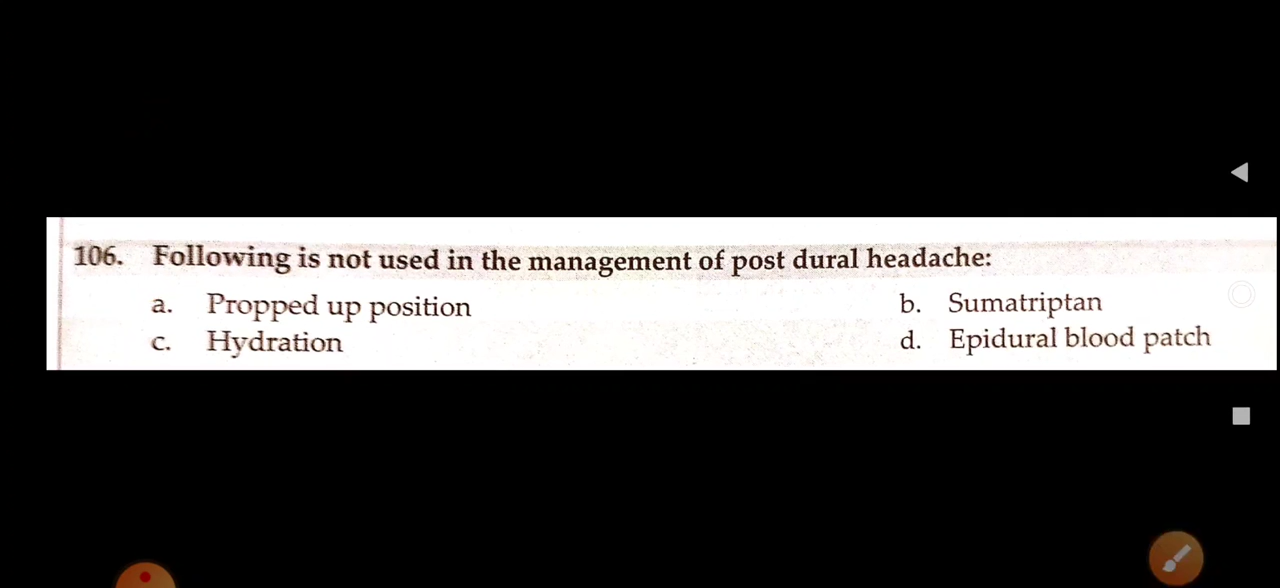 106. Following is not used in the management of post dural headache:
a. Propped up position b. Sumatriptan
c. Hydration d. Epidural blood patch